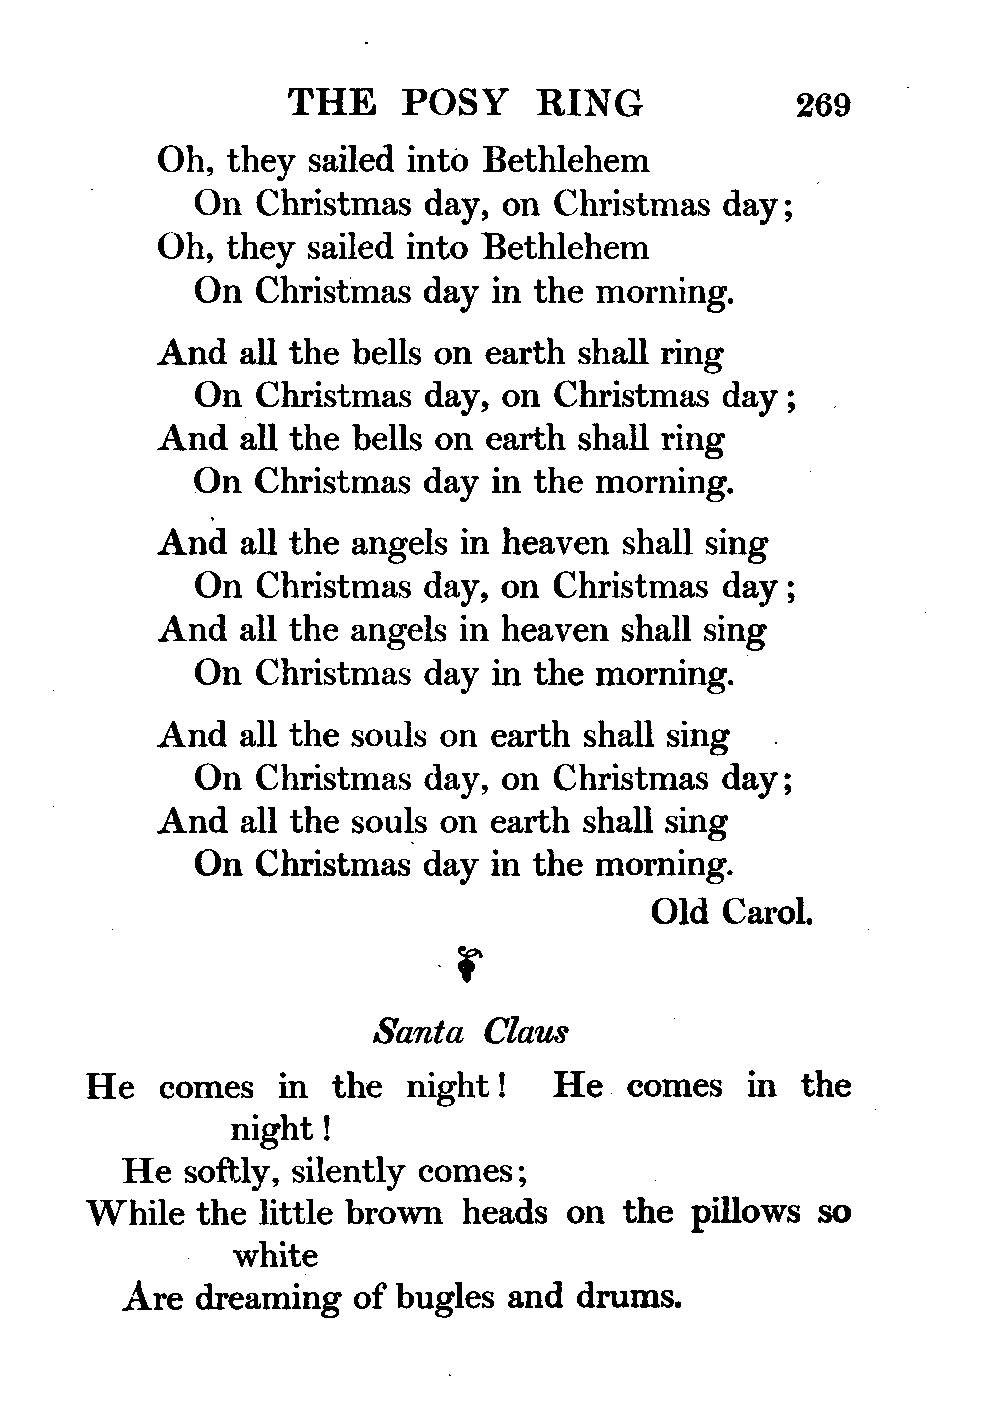 THE POSY RING 269
Oh, they sailed into Bethlehem
On Christmas day, on Christmas day;
Oh, they sailed into Bethlehem
On Christmas day in the morning.
And all the bells on earth shall ring
On Christmas day, on Christmas day;
And all the bells on earth shall ring
On Christmas day in the morning.
And all the angels in heaven shall sing
On Christmas day, on Christmas day;
And all the angels in heaven shall sing
On Christmas day in the morning.
And all the souls on earth shall sing
On Christmas day, on Christmas day;
And all the souls on earth shall sing
On Christmas day in the morning.
Old Carol.
Santa Claus
He comes in the night! He comes in the
night!
He softly, silently comes;
While the little brown heads on the pillows so
white
Are dreaming of bugles and drums.